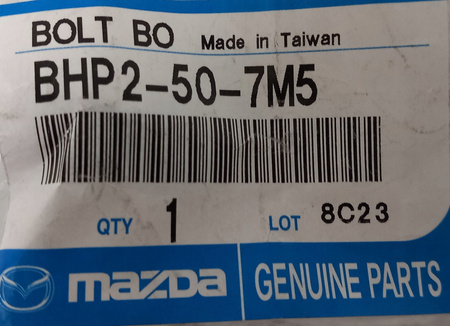 BOLT BO Made in Taiwan
BHP2-50-7M5
QTY 1 LOT 8C23
mazda GENUINE PARTS